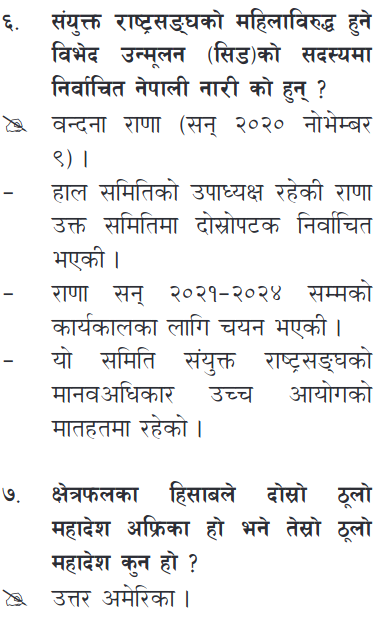 ६. संयुक्त राष्ट्रसङ्घको महिलाविरुद्ध हुने
विभेद उन्मूलन (सिड)को सदस्यमा
निर्वाचित नेपाली नारी को हुन् ?
वन्दना राणा (सन् २०२० नोभेम्बर
९) ।
– हाल समितिको उपाध्यक्ष रहेकी राणा
उक्त समितिमा दोस्रोपटक निर्वाचित
भएकी ।
– राणा सन् २०२१–२०२४ सम्मको
कार्यकालका लागि चयन भएकी ।
– यो समिति संयुक्त राष्ट्रसङ्घको
मानवअधिकार उच्च आयोगको
मातहतमा रहेको ।
७. क्षेत्रफलका हिसाबले दोस्रो ठूलो
महादेश अफ्रिका हो भने तेस्रो ठूलो
महादेश कुन हो ?
उत्तर अमेरिका ।